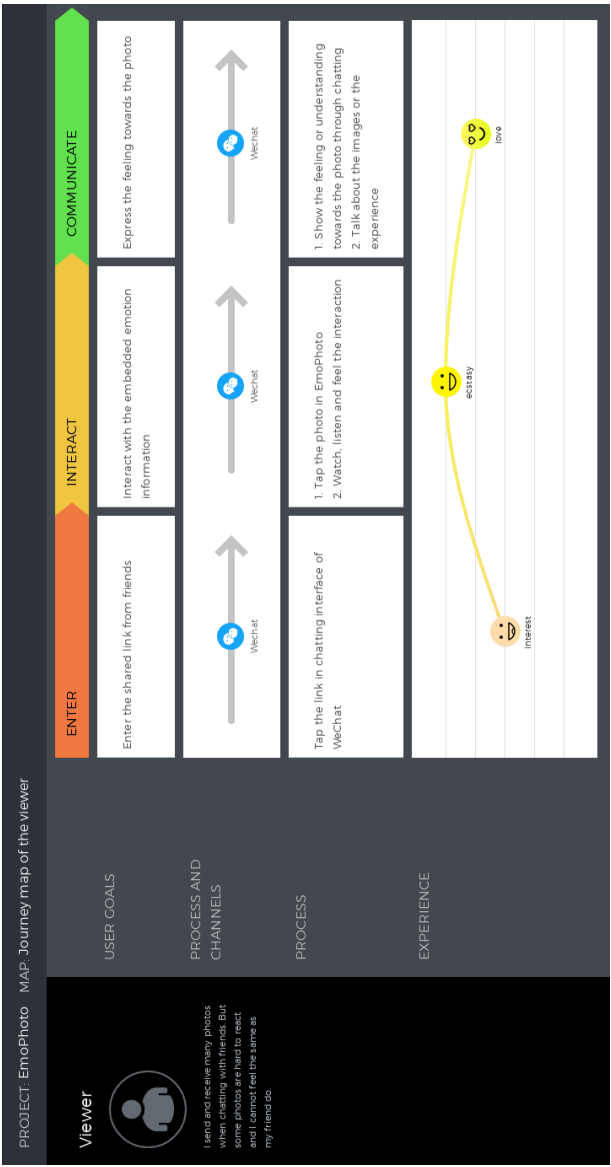 PROJECT: EmoPhoto MAP: Journey map of the viewer
Viewer
I send and receive many photos
when chatting with friends. But
some photos are hard to react
and I cannot feel the same as
my friend do.
ENTER
INTERACT
COMMUNICATE
USER GOALS
Enter the shared link from friends
Interact with the embedded emotion
information
Express the feeling towards the photo
PROCESS AND
CHANNELS
Wechat
Wechat
Wechat
PROCESS
Tap the link in chatting interface of
WeChat
1. Tap the photo in EmoPhoto
2. Watch, listen and feel the interaction
1. Show the feeling or understanding
towards the photo through chatting
2. Talk about the images or the
experience
EXPERIENCE
interest
ecstasy
love